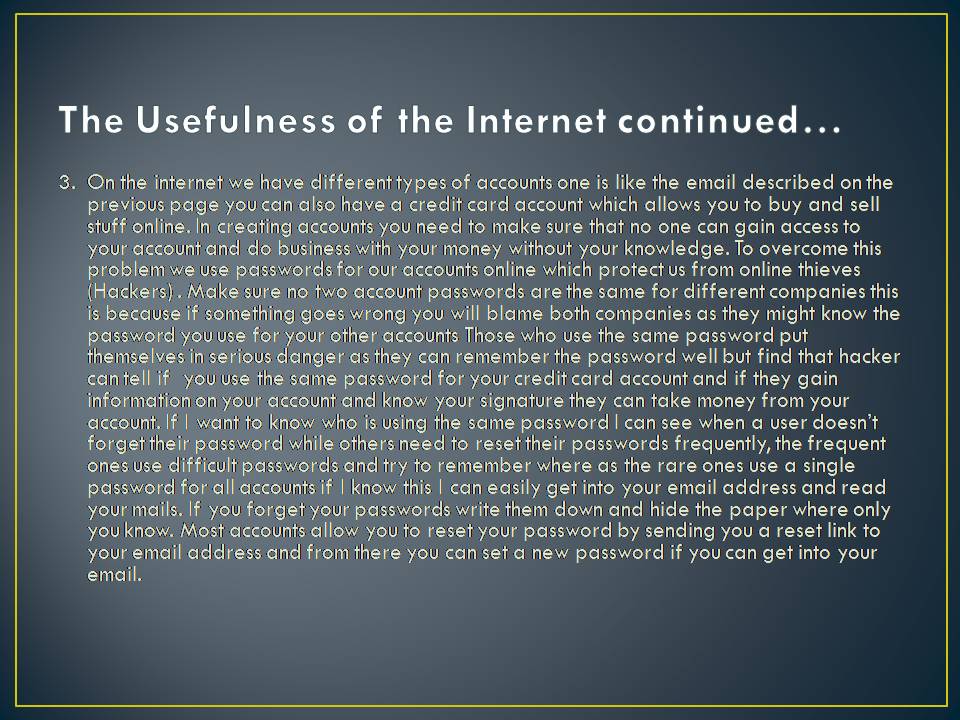 The Usefulness of the Internet continued…
3. On the internet we have different types of accounts one is like the email described on the
previous page you can also have a credit card account which allows you to buy and sell
stuff online. In creating accounts you need to make sure that no one can gain access to
your account and do business with your money without your knowledge. To overcome this
problem we use passwords for our accounts online which protect us from online thieves
(Hackers) . Make sure no two account passwords are the same for different companies this
is because if something goes wrong you will blame both companies as they might know the
password you use for your other accounts Those who use the same password put
themselves in serious danger as they can remember the password well but find that hacker
can tell if  you use the same password for your credit card account and if they gain
information on your account and know your signature they can take money from your
account. If I want to know who is using the same password I can see when a user doesn't
forget their password while others need to reset their passwords frequently, the frequent
ones use difficult passwords and try to remember where as the rare ones use a single
password for all accounts if I know this I can easily get into your email address and read
your mails. If you forget your passwords write them down and hide the paper where only
you know. Most accounts allow you to reset your password by sending you a reset link to
your email address and from there you can set a new password if you can get into your
email.